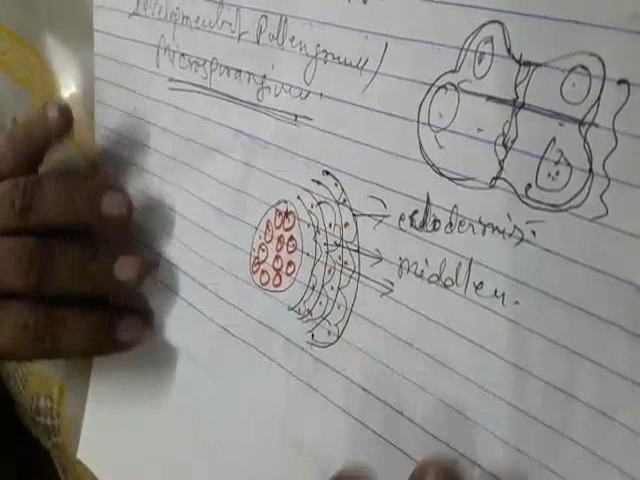 Development of Pollengrain /
Microsporangium.
endodermis :-
middle